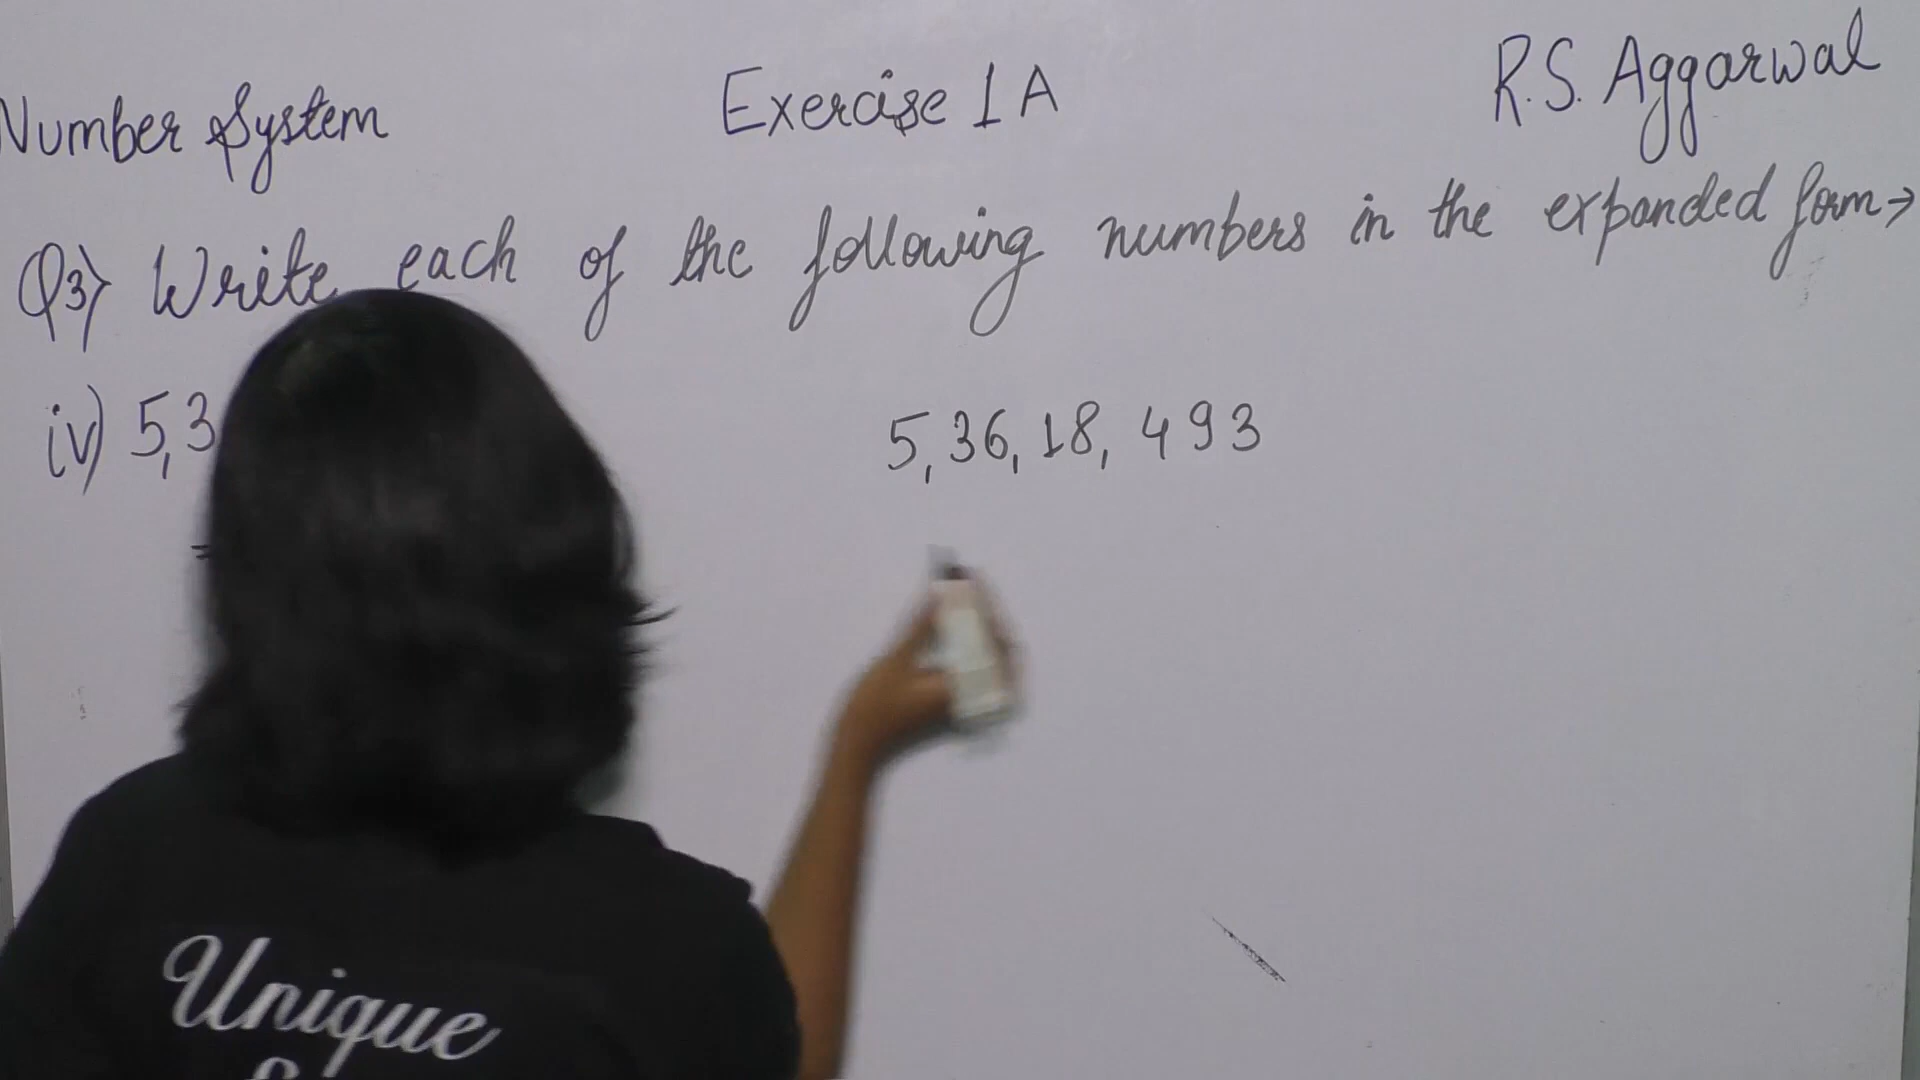 Number System Exercise 1A R.S. Aggarwal
Q3) Write each of the following numbers in the expanded form→
iv) 5,3 5,36,18,493
=
Unique